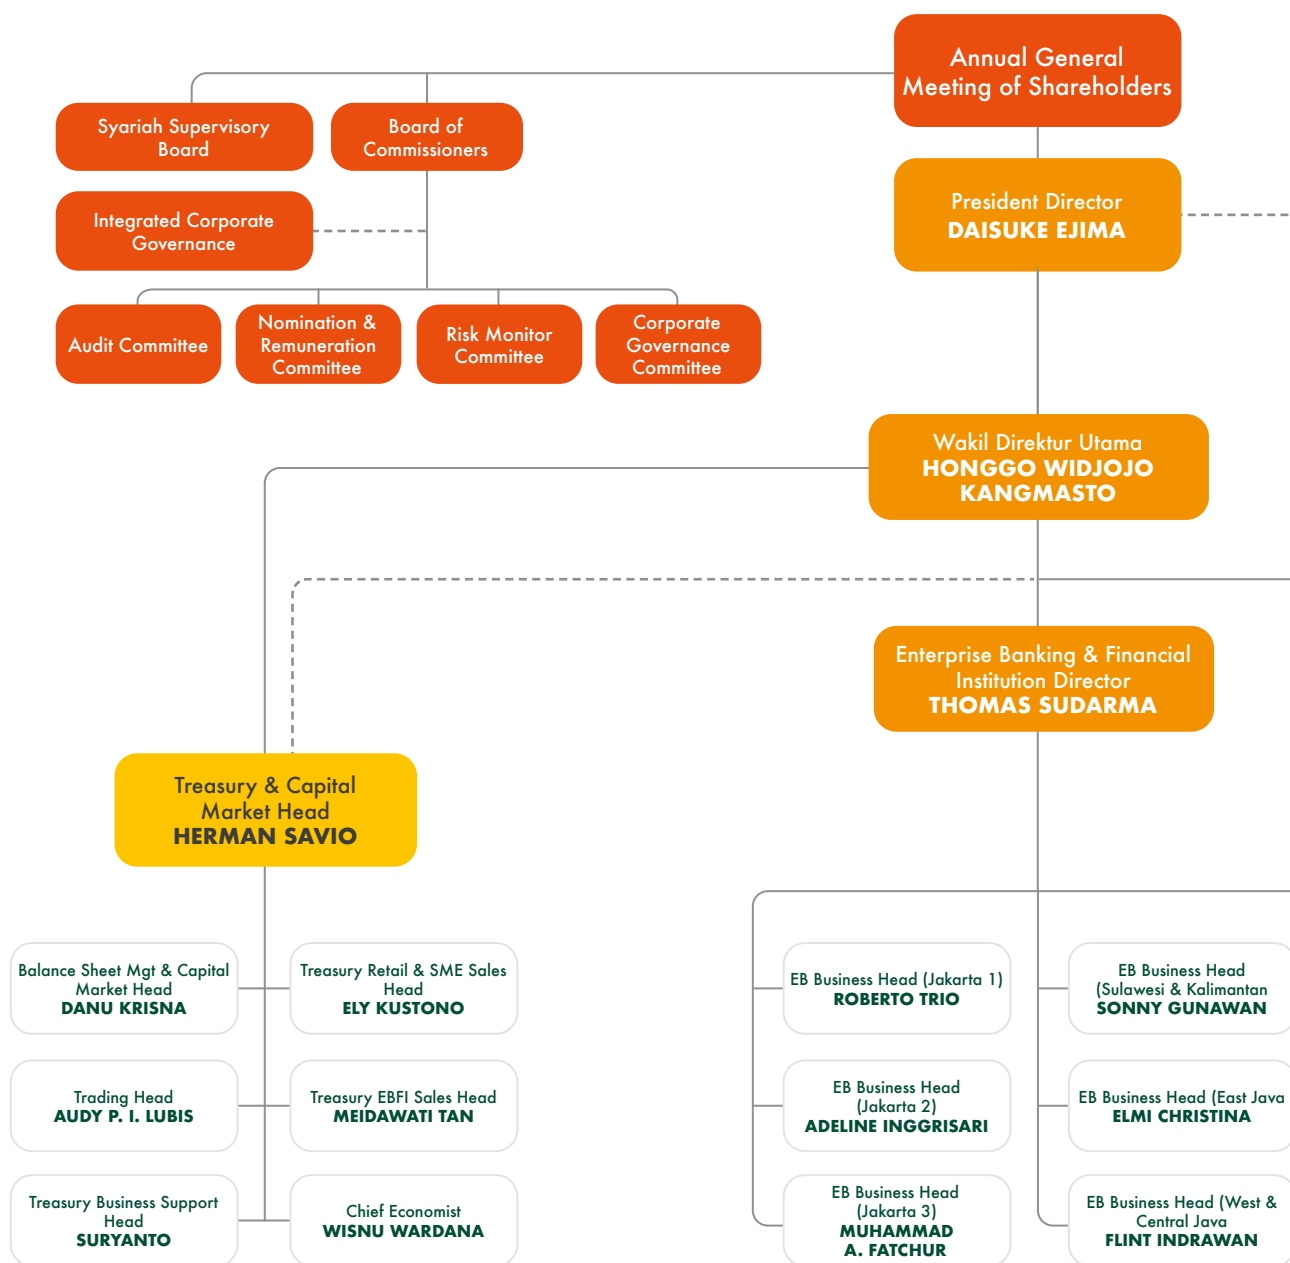 Annual General
Meeting of Shareholders
Syariah Supervisory
Board
Board of
Commissioners
President Director
DAISUKE EJIMA
Integrated Corporate
Governance
Audit Committee
Nomination &
Remuneration
Committee
Risk Monitor
Committee
Corporate
Governance
Committee
Wakil Direktur Utama
HONGGO WIDJOJO
KANGMASTO
Enterprise Banking & Financial
Institution Director
THOMAS SUDARMA
Treasury & Capital
Market Head
HERMAN SAVIO
Balance Sheet Mgt & Capital
Market Head
DANU KRISNA
Treasury Retail & SME Sales
Head
ELY KUSTONO
EB Business Head (Jakarta 1)
ROBERTO TRIO
EB Business Head
(Sulawesi & Kalimantan
SONNY GUNAWAN
Trading Head
AUDY P. I. LUBIS
Treasury EBFI Sales Head
MEIDAWATI TAN
EB Business Head
(Jakarta 2)
ADELINE INGGRISARI
EB Business Head (East Java
ELMI CHRISTINA
Treasury Business Support
Head
SURYANTO
Chief Economist
WISNU WARDANA
EB Business Head
(Jakarta 3)
MUHAMMAD
A. FATCHUR
EB Business Head (West &
Central Java
FLINT INDRAWAN